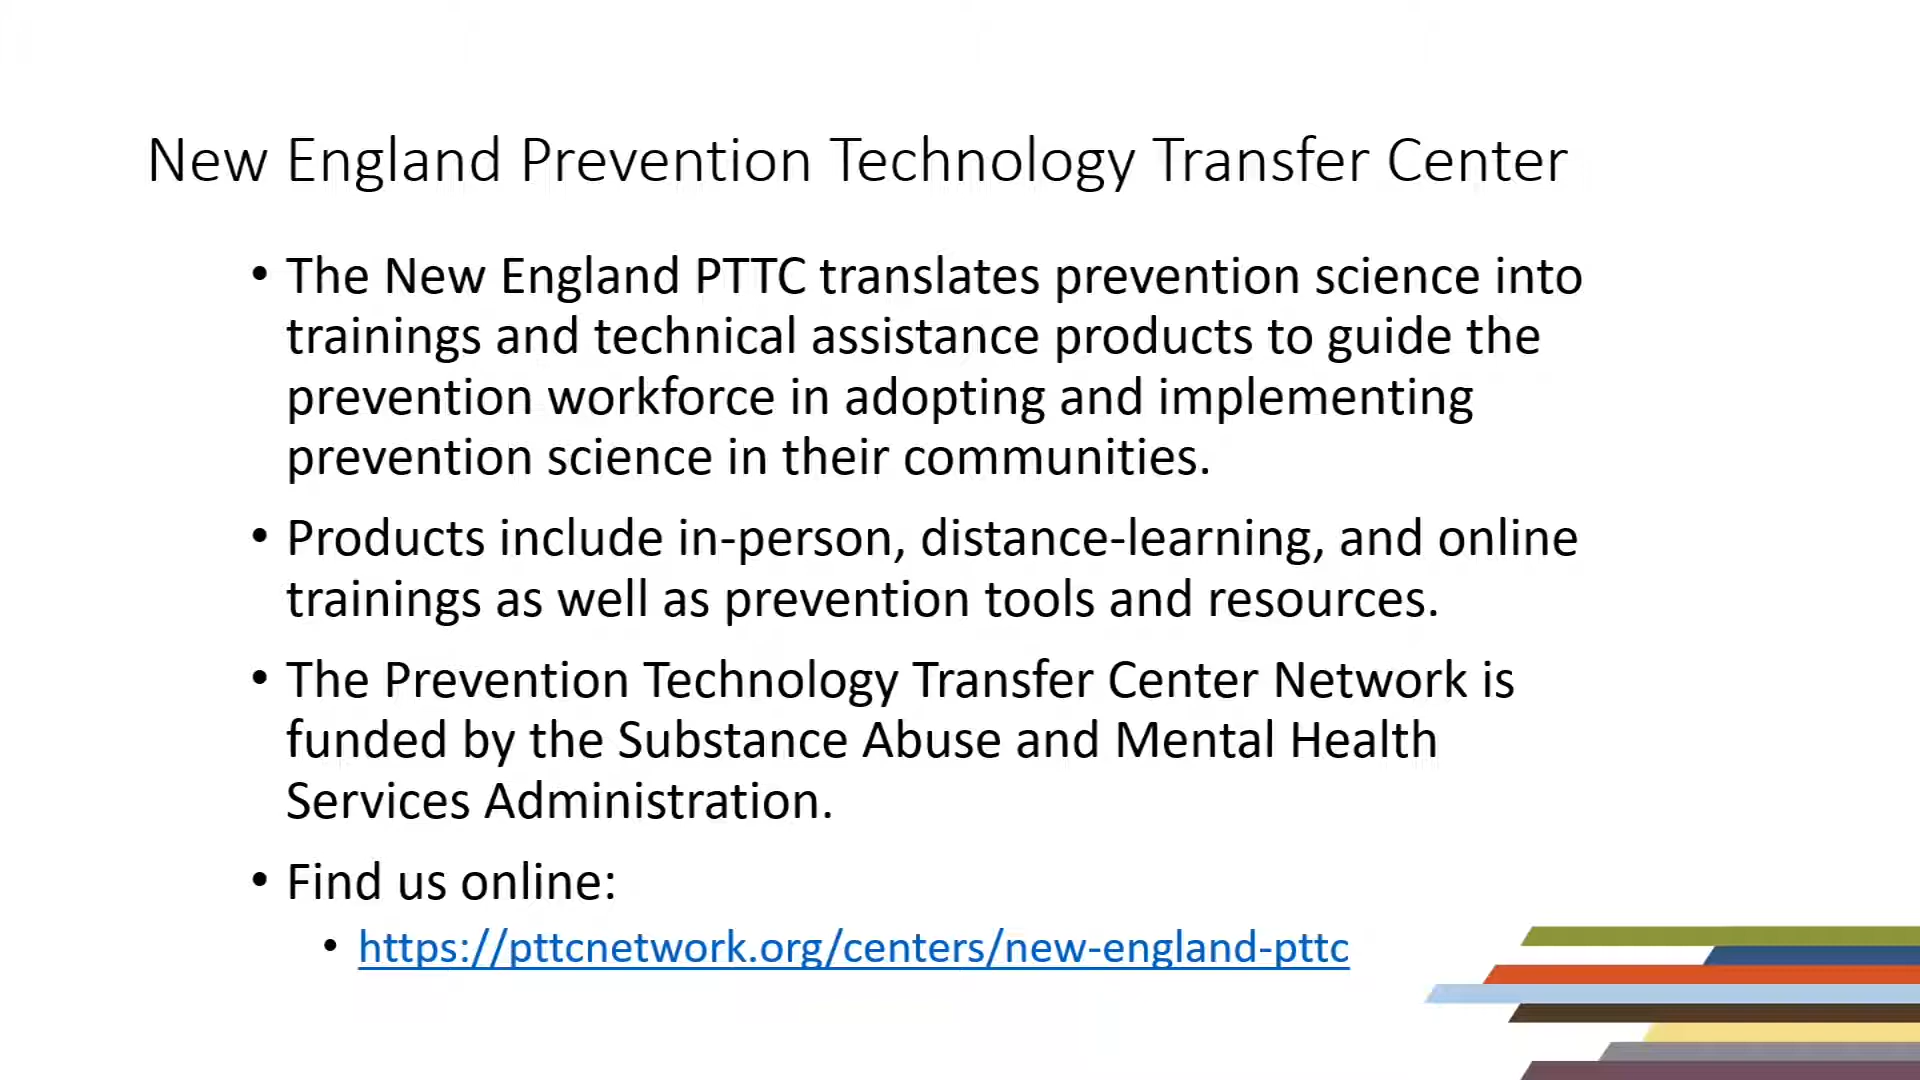 New England Prevention Technology Transfer Center
• The New England PTTC translates prevention science into
trainings and technical assistance products to guide the
prevention workforce in adopting and implementing
prevention science in their communities.
• Products include in-person, distance-learning, and online
trainings as well as prevention tools and resources.
• The Prevention Technology Transfer Center Network is
funded by the Substance Abuse and Mental Health
Services Administration.
• Find us online:
• https://pttcnetwork.org/centers/new-england-pttc